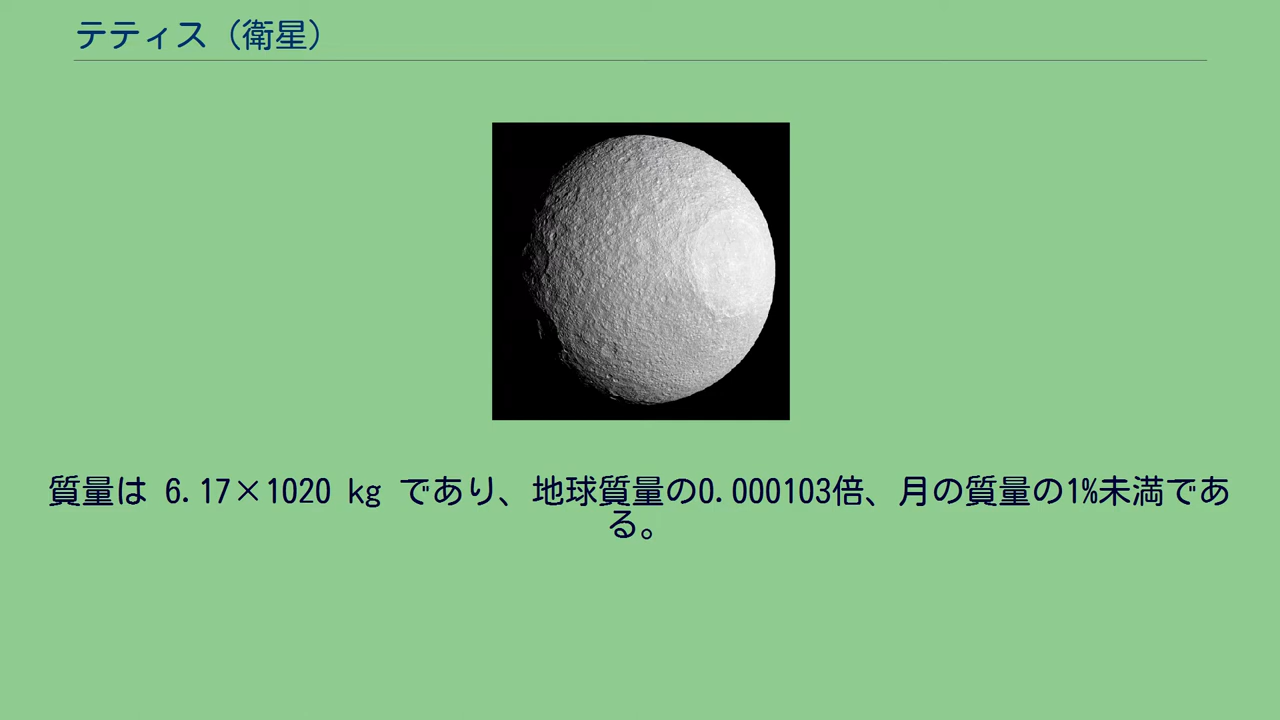 テティス（衛星）
質量は 6.17×1020 kg であり、地球質量の0.000103倍、月の質量の1%未満であ
る。